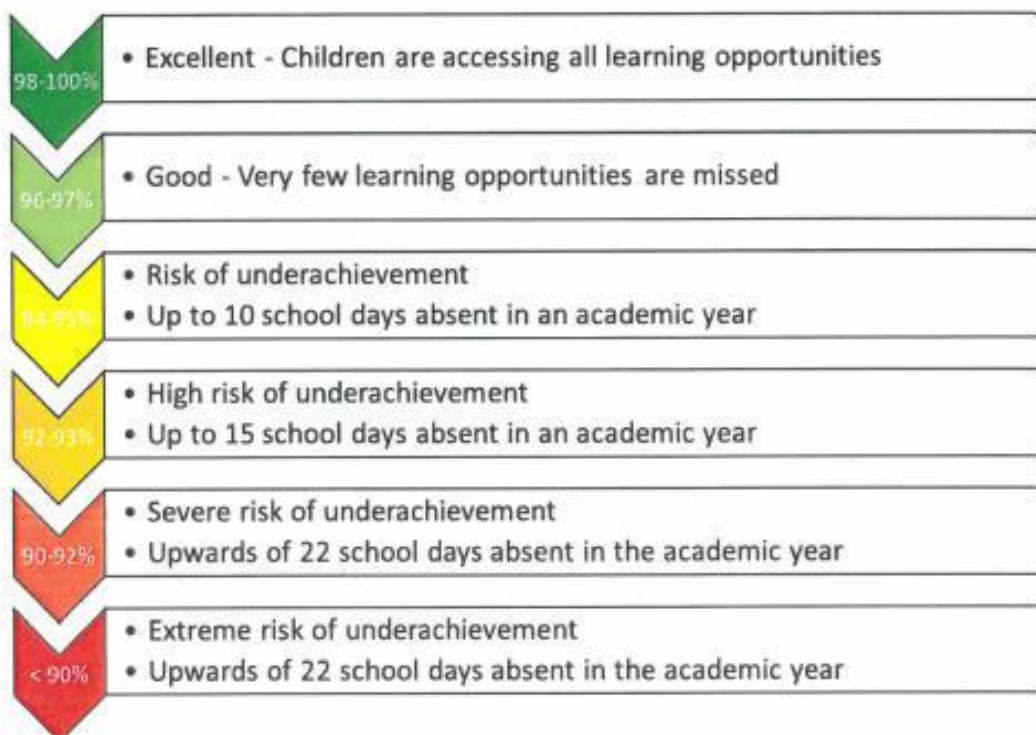 98-100%
• Excellent - Children are accessing all learning opportunities
96-97%
• Good - Very few learning opportunities are missed
94-95%
• Risk of underachievement
• Up to 10 school days absent in an academic year
92-93%
• High risk of underachievement
• Up to 15 school days absent in an academic year
90-92%
• Severe risk of underachievement
• Upwards of 22 school days absent in the academic year
< 90%
• Extreme risk of underachievement
• Upwards of 22 school days absent in the academic year